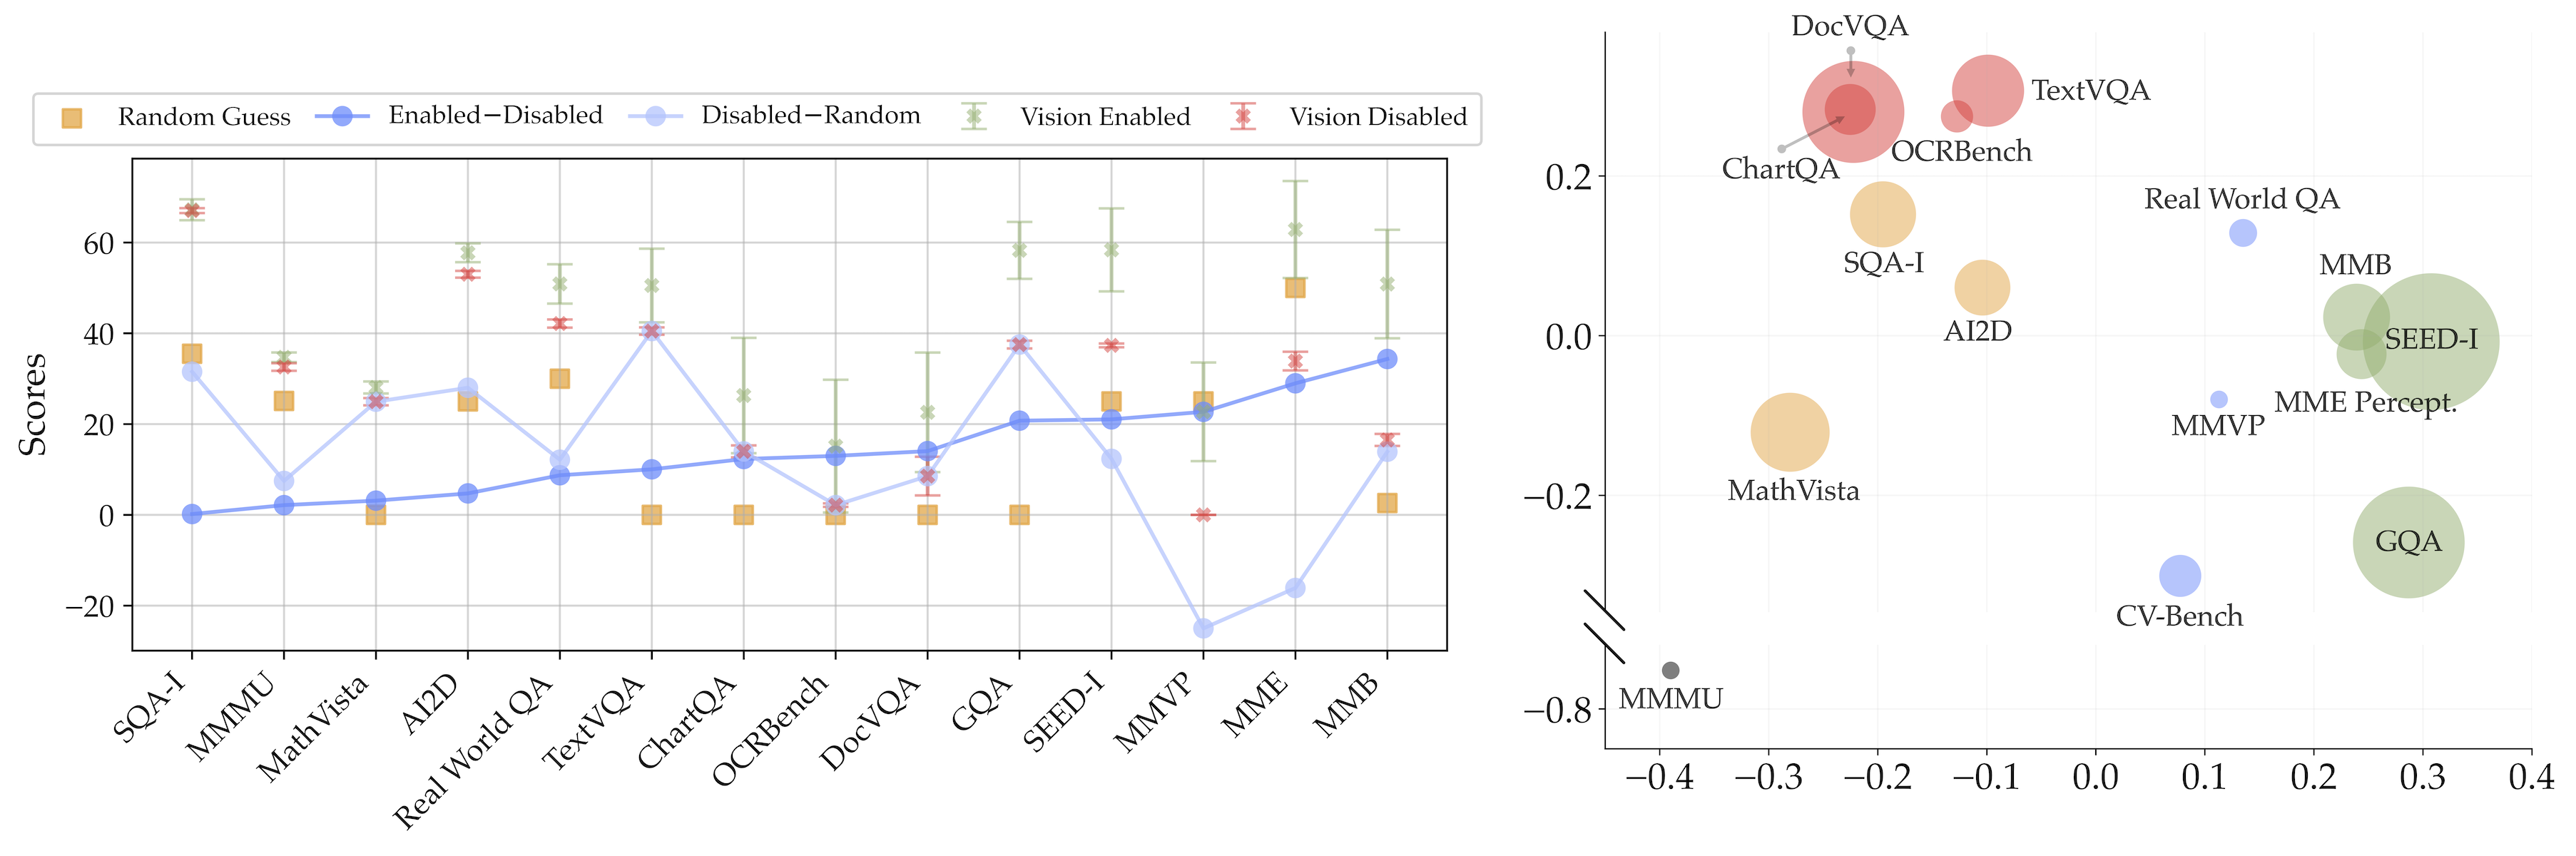 Random Guess
Enabled−Disabled
Disabled−Random
Vision Enabled
Vision Disabled
Scores
60
40
20
0
−20
SQA-I
MMMU
MathVista
AI2D
Real World QA
TextVQA
ChartQA
OCRBench
DocVQA
GQA
SEED-I
MMVP
MME
MMB
DocVQA
TextVQA
OCRBench
ChartQA
0.2
Real World QA
SQA-I
MMB
AI2D
0.0
SEED-I
MME Percept.
MMVP
MathVista
−0.2
GQA
CV-Bench
MMMU
−0.8
−0.4
−0.3
−0.2
−0.1
0.0
0.1
0.2
0.3
0.4